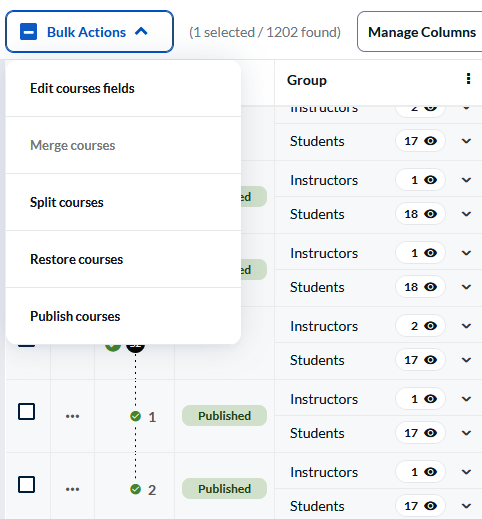 Bulk Actions (1 selected / 1202 found) Manage Columns
Edit courses fields
Merge courses
Split courses
Restore courses
Publish courses
Group
Instructors 2
Students 17
Instructors 1
Students 18
Instructors 1
Students 18
Instructors 2
Students 17
Instructors 1
1 Published
Students 17
Instructors 1
2 Published
Students 17